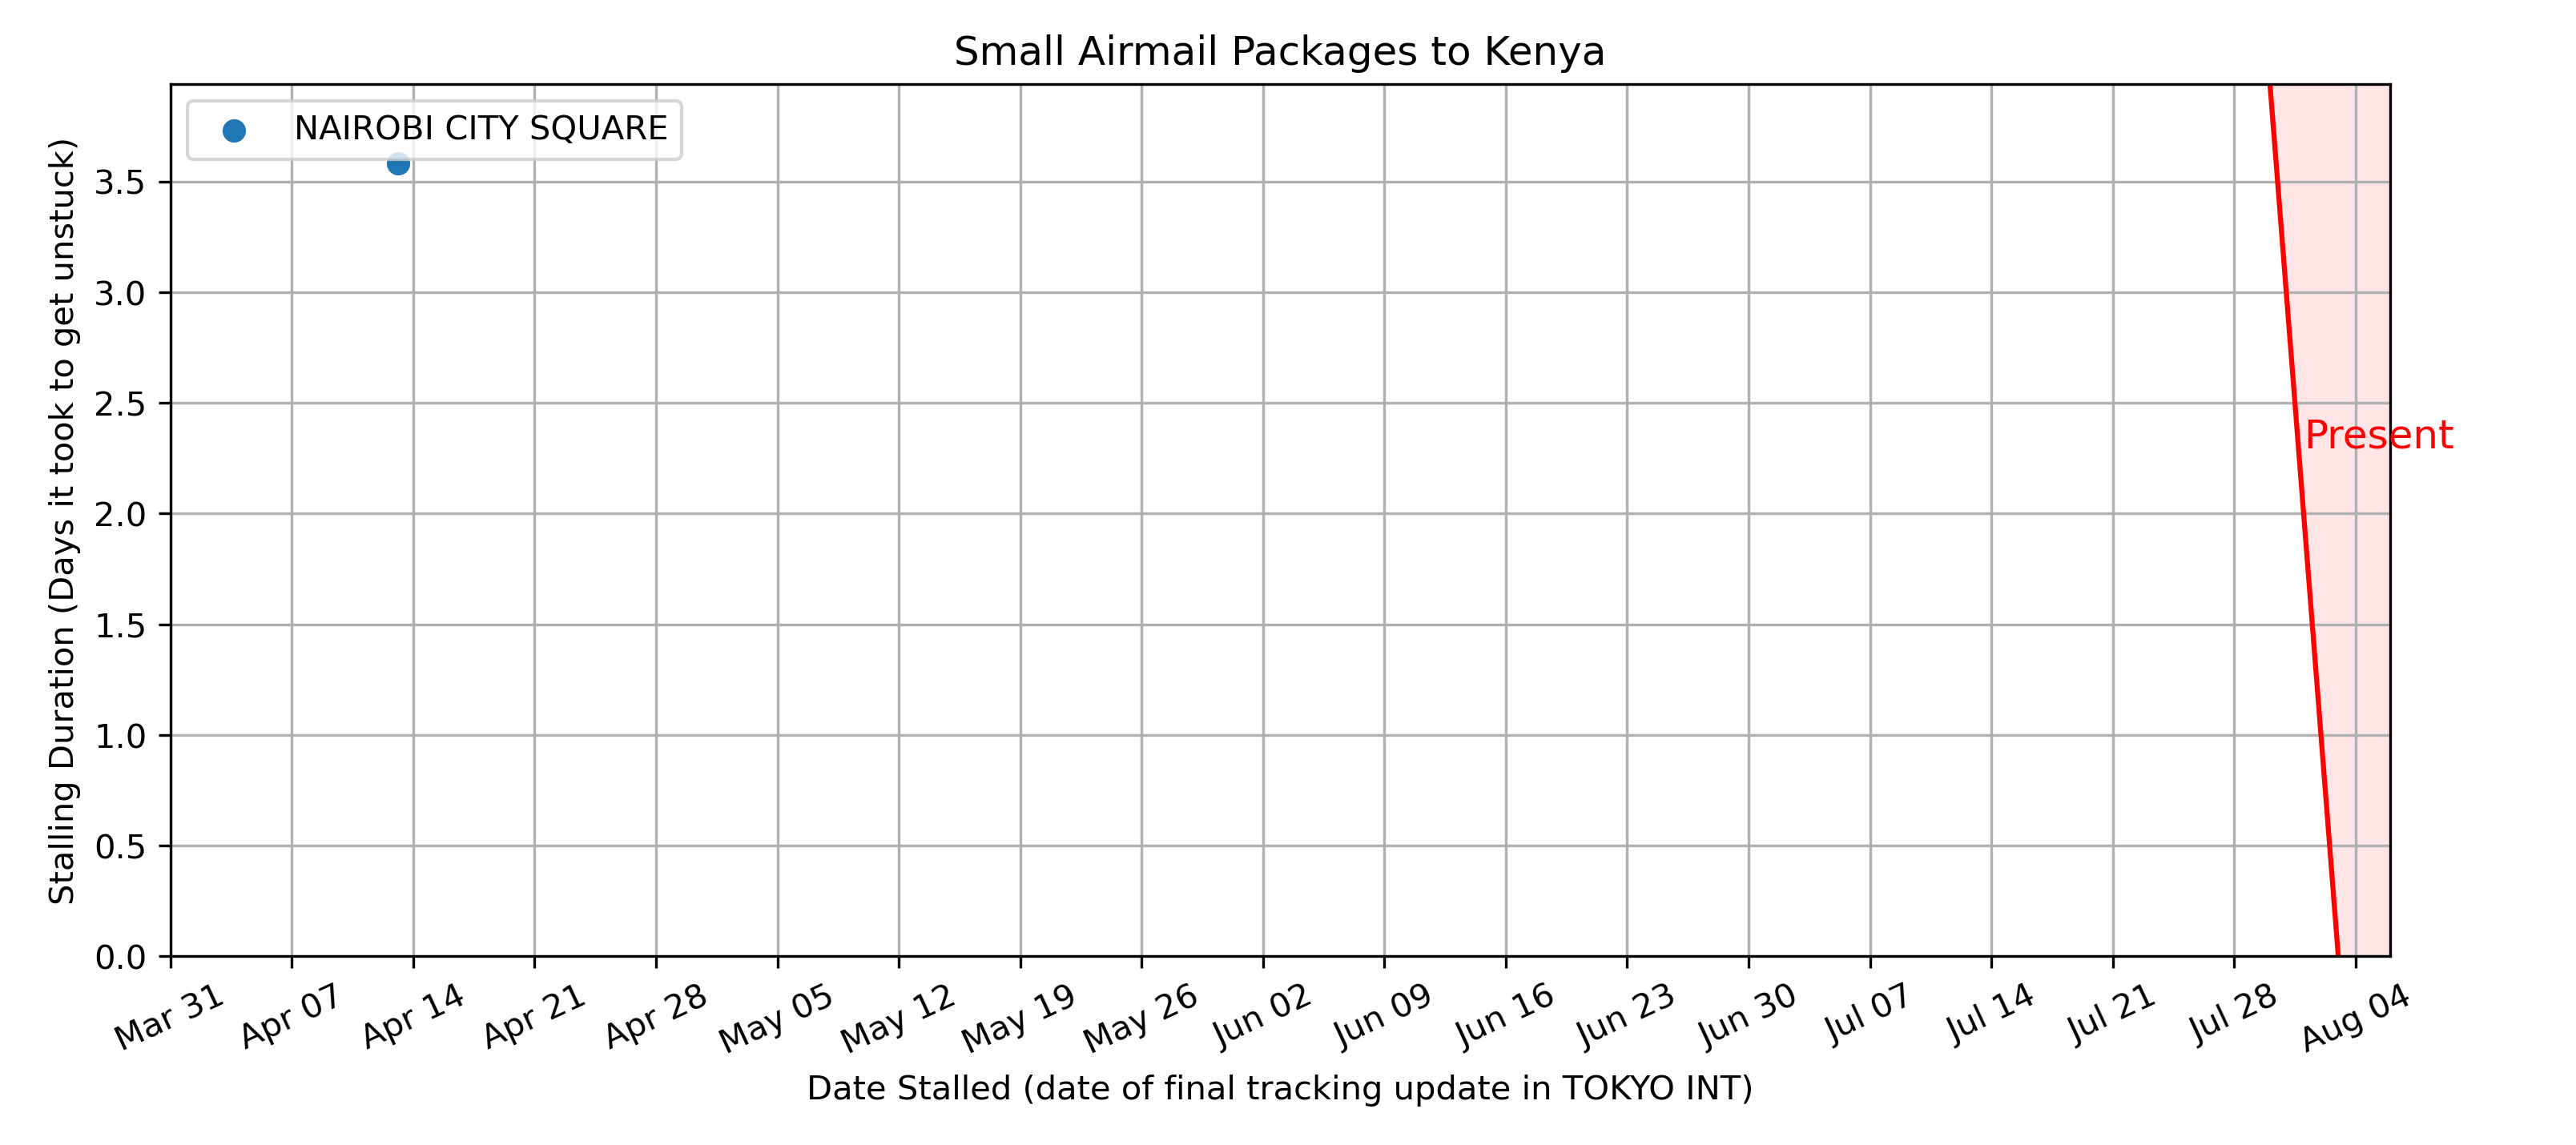 Small Airmail Packages to Kenya
NAIROBI CITY SQUARE
Stalling Duration (Days it took to get unstuck)
3.5
3.0
2.5
2.0
1.5
1.0
0.5
0.0
Present
Mar 31
Apr 07
Apr 14
Apr 21
Apr 28
May 05
May 12
May 19
May 26
Jun 02
Jun 09
Jun 16
Jun 23
Jun 30
Jul 07
Jul 14
Jul 21
Jul 28
Aug 04
Date Stalled (date of final tracking update in TOKYO INT)